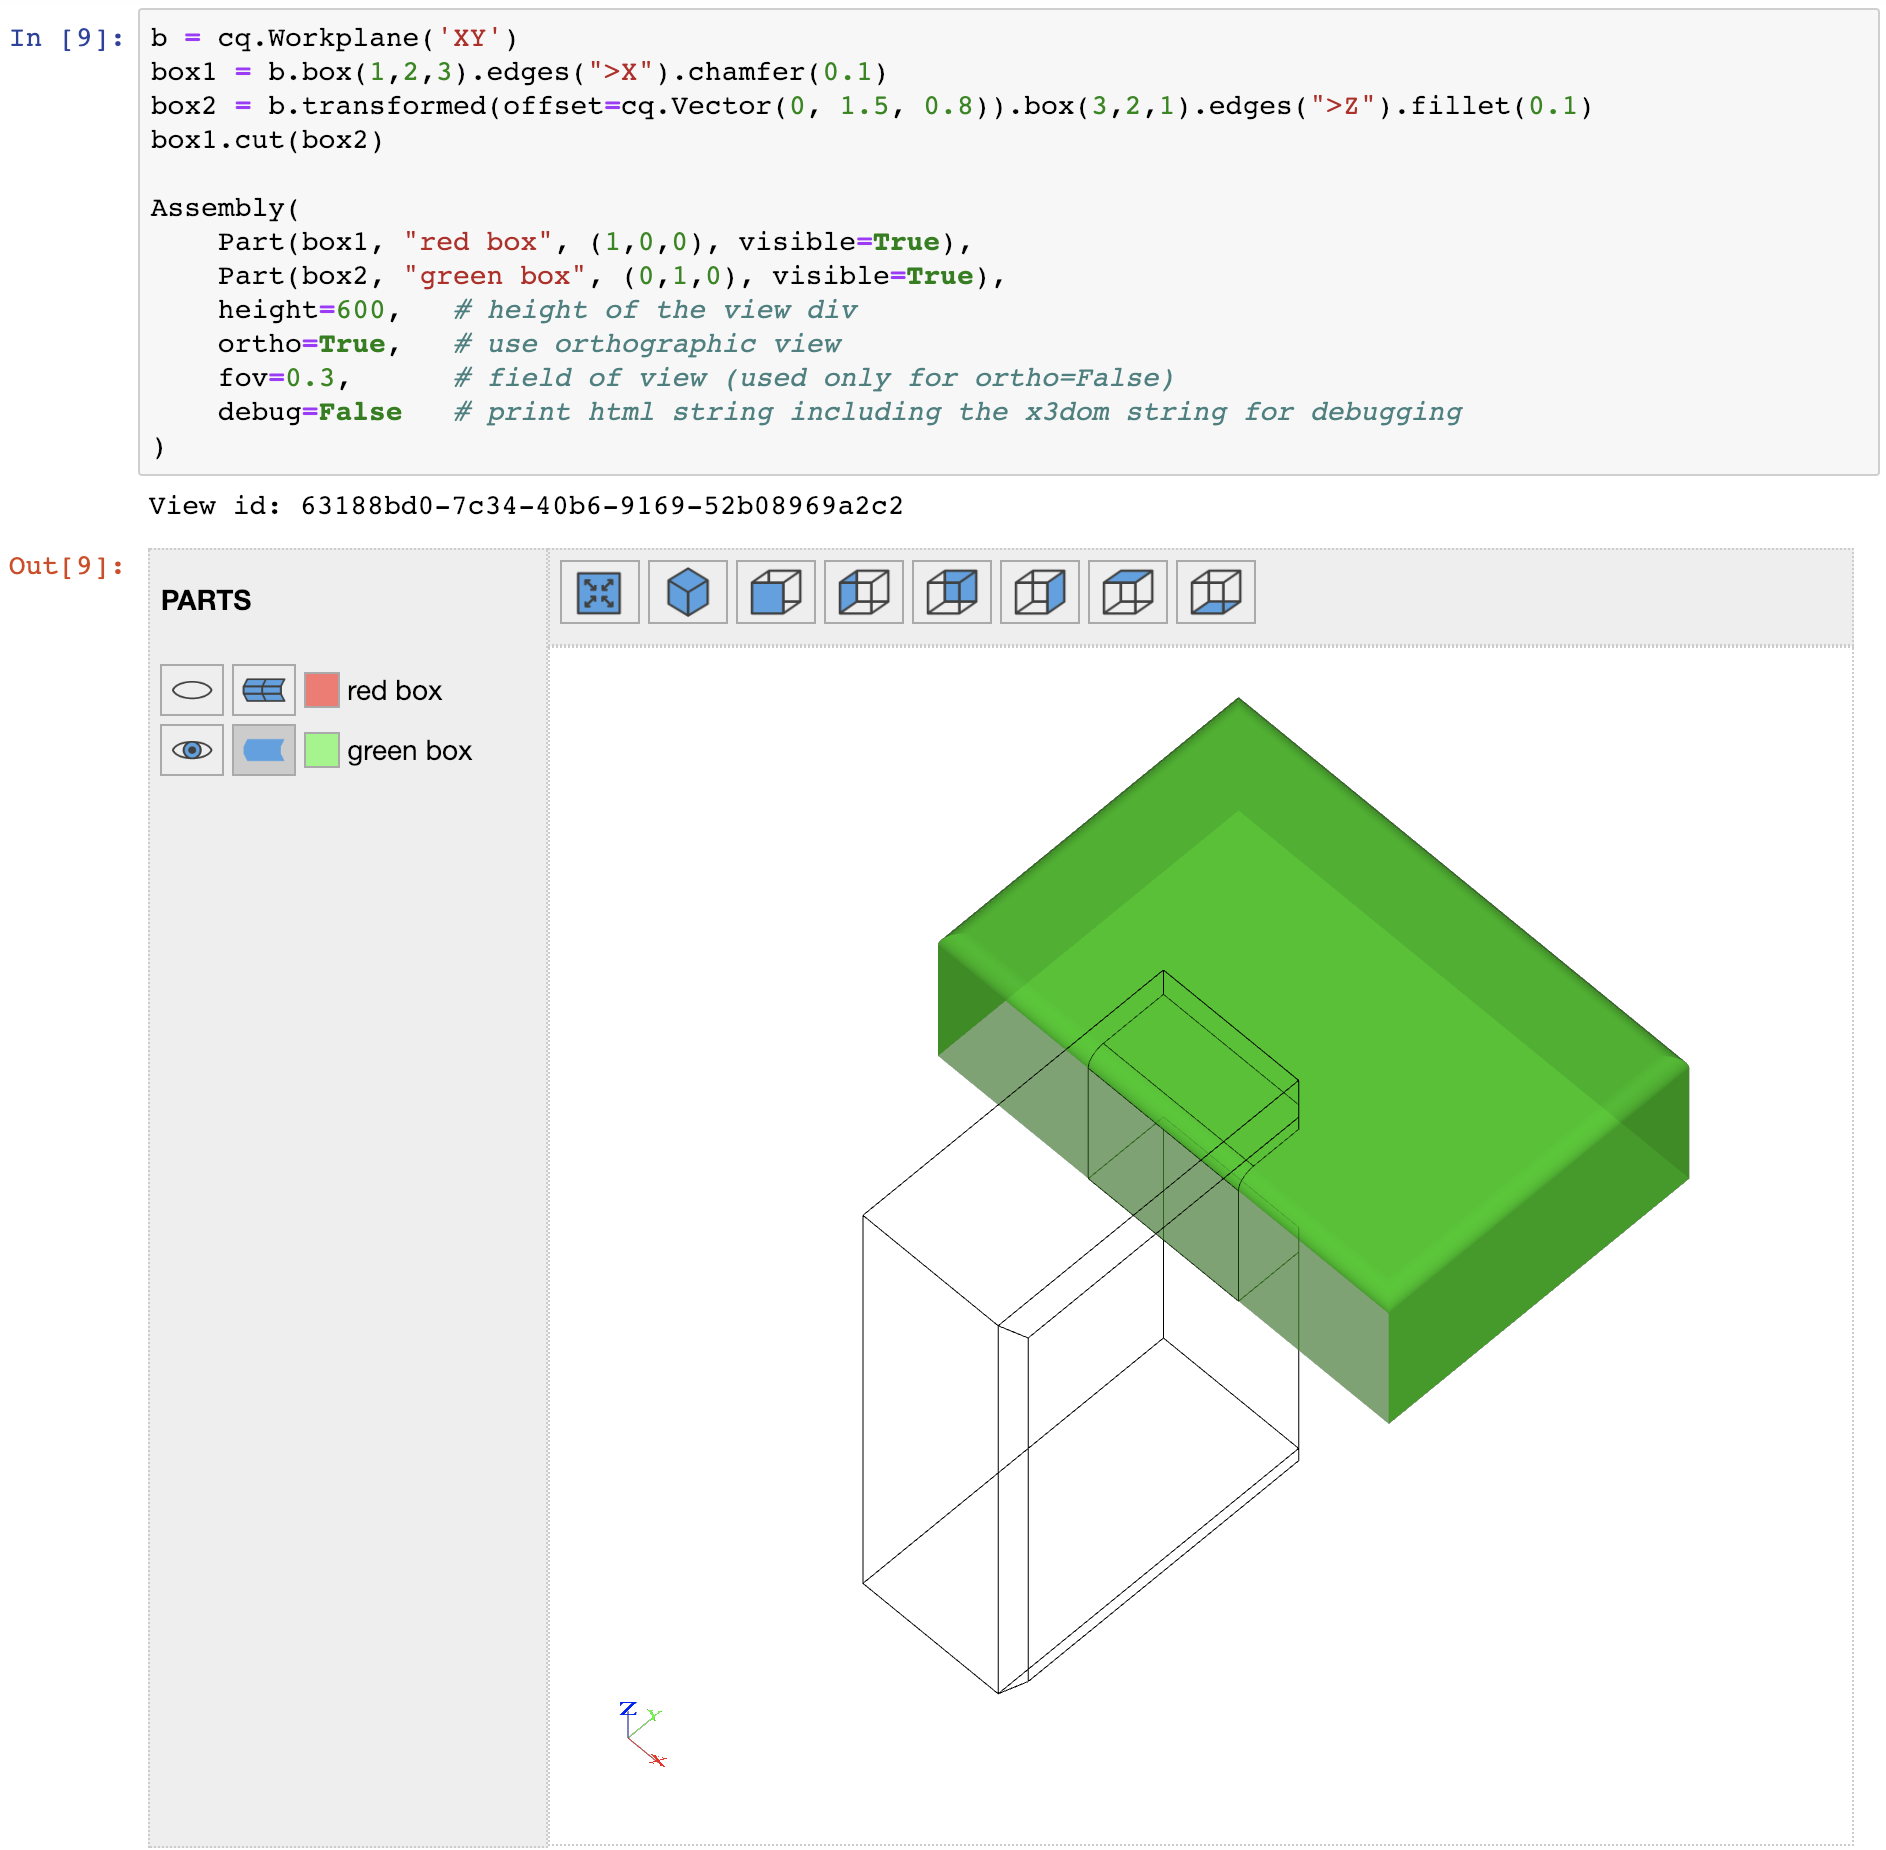 In [9]:
b = cq.Workplane('XY')
box1 = b.box(1,2,3).edges(">X").chamfer(0.1)
box2 = b.transformed(offset=cq.Vector(0, 1.5, 0.8)).box(3,2,1).edges(">Z").fillet(0.1)
box1.cut(box2)
Assembly(
    Part(box1, "red box", (1,0,0), visible=True),
    Part(box2, "green box", (0,1,0), visible=True),
    height=600,   # height of the view div
    ortho=True,   # use orthographic view
    fov=0.3,      # field of view (used only for ortho=False)
    debug=False   # print html string including the x3dom string for debugging
)
View id: 63188bd0-7c34-40b6-9169-52b08969a2c2
Out[9]:
PARTS
red box
green box
Z
Y
X